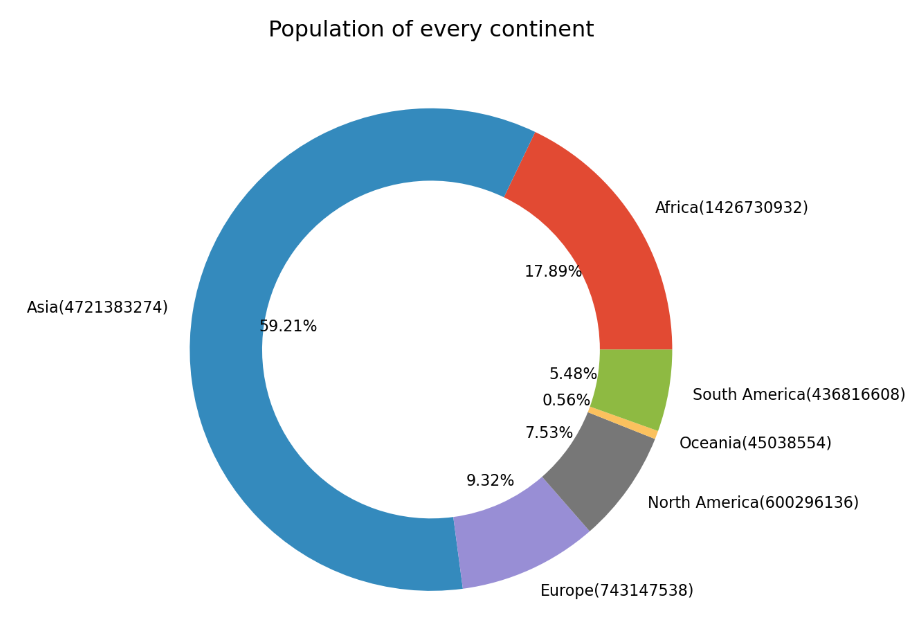 Population of every continent
Africa(1426730932)
17.89%
Asia(4721383274)
59.21%
5.48%
South America(436816608)
0.56%
Oceania(45038554)
7.53%
North America(600296136)
9.32%
Europe(743147538)